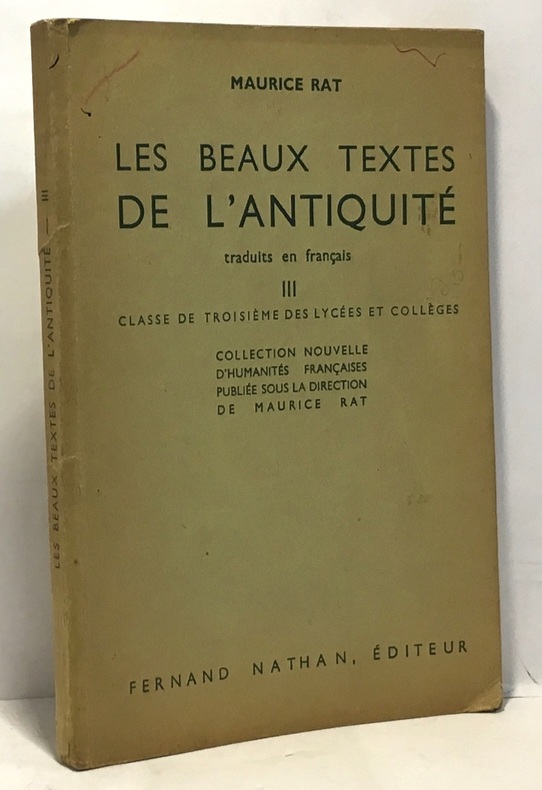 MAURICE RAT
LES BEAUX TEXTES
DE L'ANTIQUITÉ
traduits en français
III
CLASSE DE TROISIÈME DES LYCÉES ET COLLÈGES
COLLECTION NOUVELLE
D'HUMANITÉS FRANÇAISES
PUBLIÉE SOUS LA DIRECTION
DE MAURICE RAT
FERNAND NATHAN, ÉDITEUR
LES BEAUX TEXTES DE L'ANTIQUITÉ — III